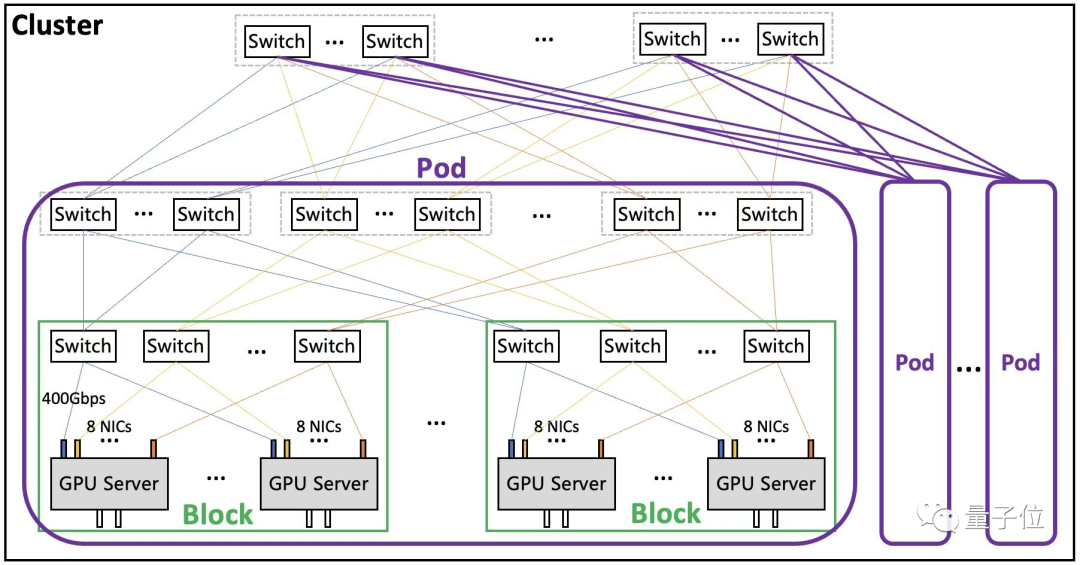 Cluster
Switch ... Switch ... Switch ... Switch
Pod
Switch ... Switch Switch ... Switch ... Switch ... Switch
Switch Switch ... Switch Switch Switch ... Switch
Pod ... Pod
400Gbps
8 NICs 8 NICs ... 8 NICs 8 NICs
... ... ... ...
GPU Server ... GPU Server GPU Server ... GPU Server
Block Block
量子位